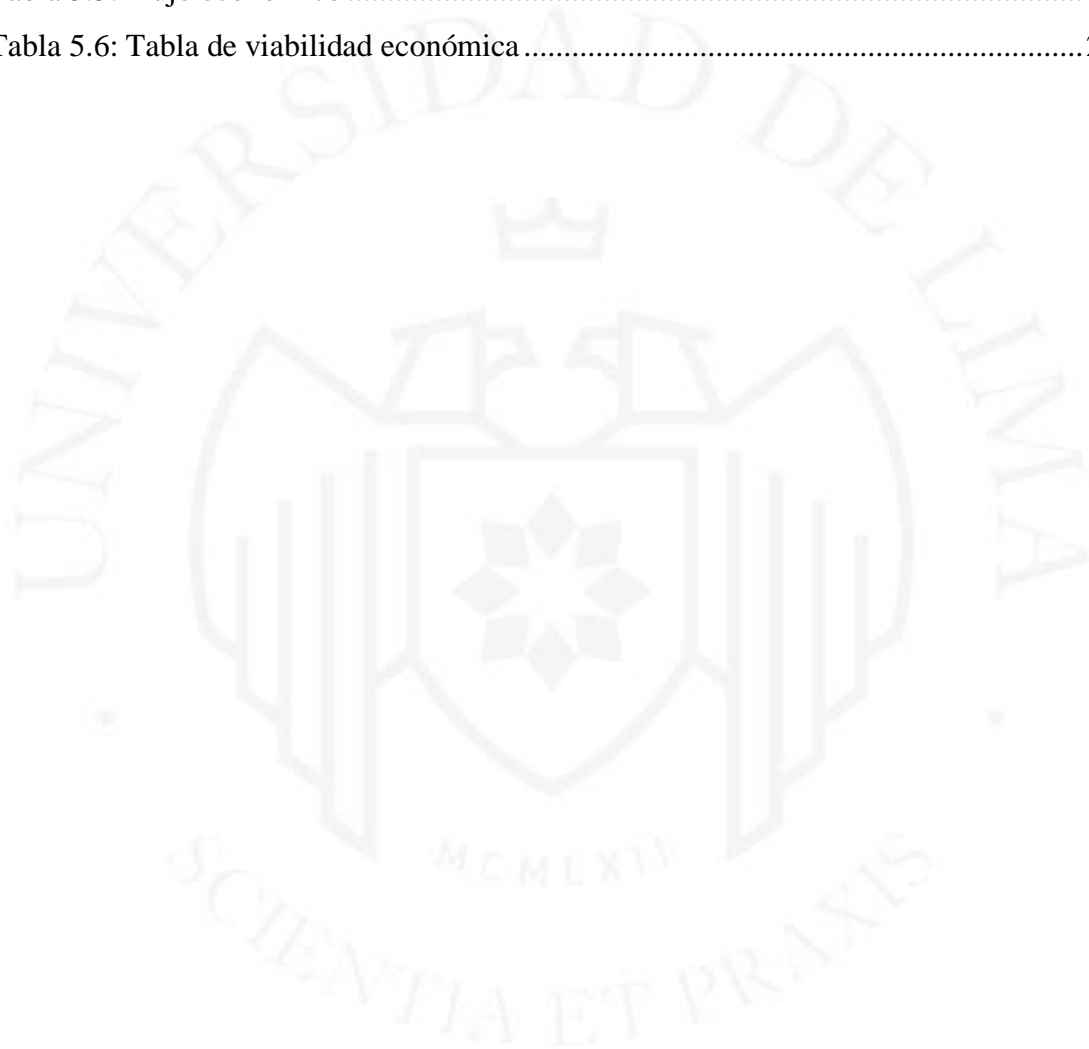 Tabla 5.6: Tabla de viabilidad económica
UNIVERSIDAD DE LIMA
MCMLXII
SCIENTIA ET PRAXIS